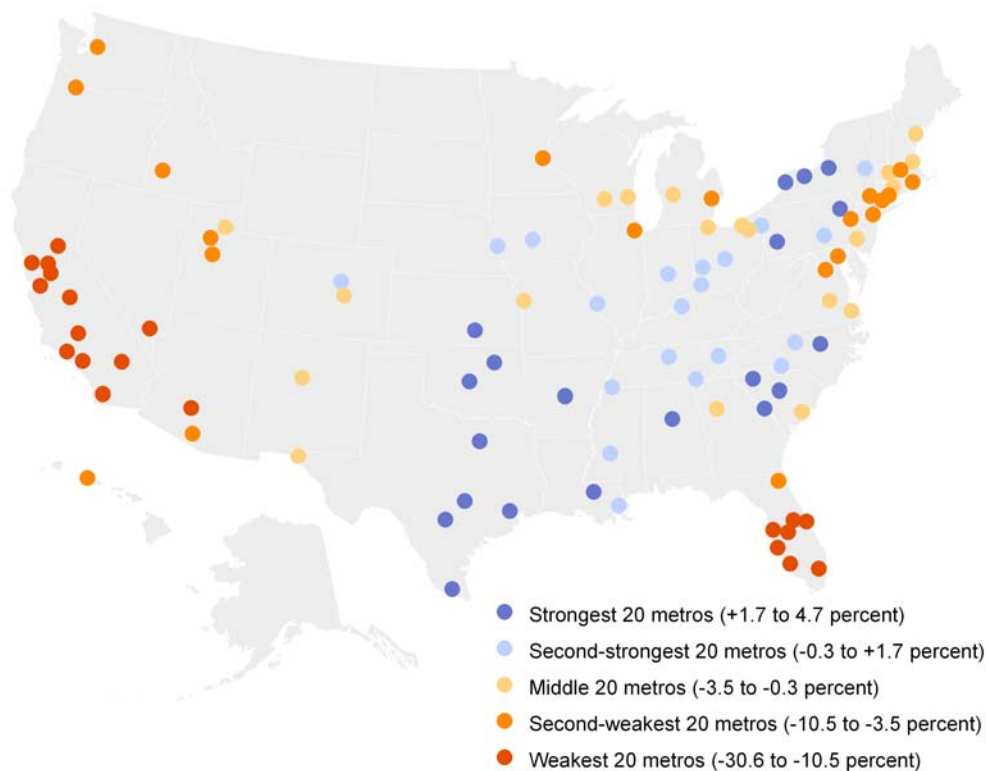 Strongest 20 metros (+1.7 to 4.7 percent)
Second-strongest 20 metros (-0.3 to +1.7 percent)
Middle 20 metros (-3.5 to -0.3 percent)
Second-weakest 20 metros (-10.5 to -3.5 percent)
Weakest 20 metros (-30.6 to -10.5 percent)